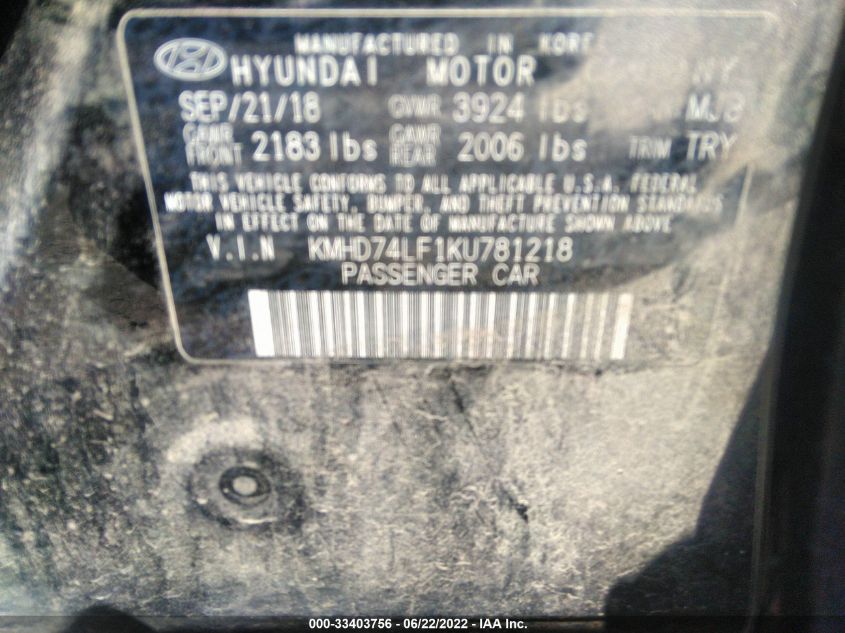 MANUFACTURED IN KORE
HYUNDAI MOTOR
SEP/21/18 GVWR 3924 lbs MJB
GAWR FRONT 2183 lbs GAWR REAR 2006 lbs TRIM TRY
THIS VEHICLE CONFORMS TO ALL APPLICABLE U.S.A. FEDERAL
MOTOR VEHICLE SAFETY, BUMPER, AND THEFT PREVENTION STANDARDS
IN EFFECT ON THE DATE OF MANUFACTURE SHOWN ABOVE
V.I.N KMHD74LF1KU781218
PASSENGER CAR
000-33403756 - 06/22/2022 - IAA Inc.